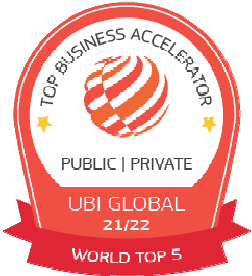 TOP BUSINESS ACCELERATOR
PUBLIC | PRIVATE
UBI GLOBAL
21/22
WORLD TOP 5